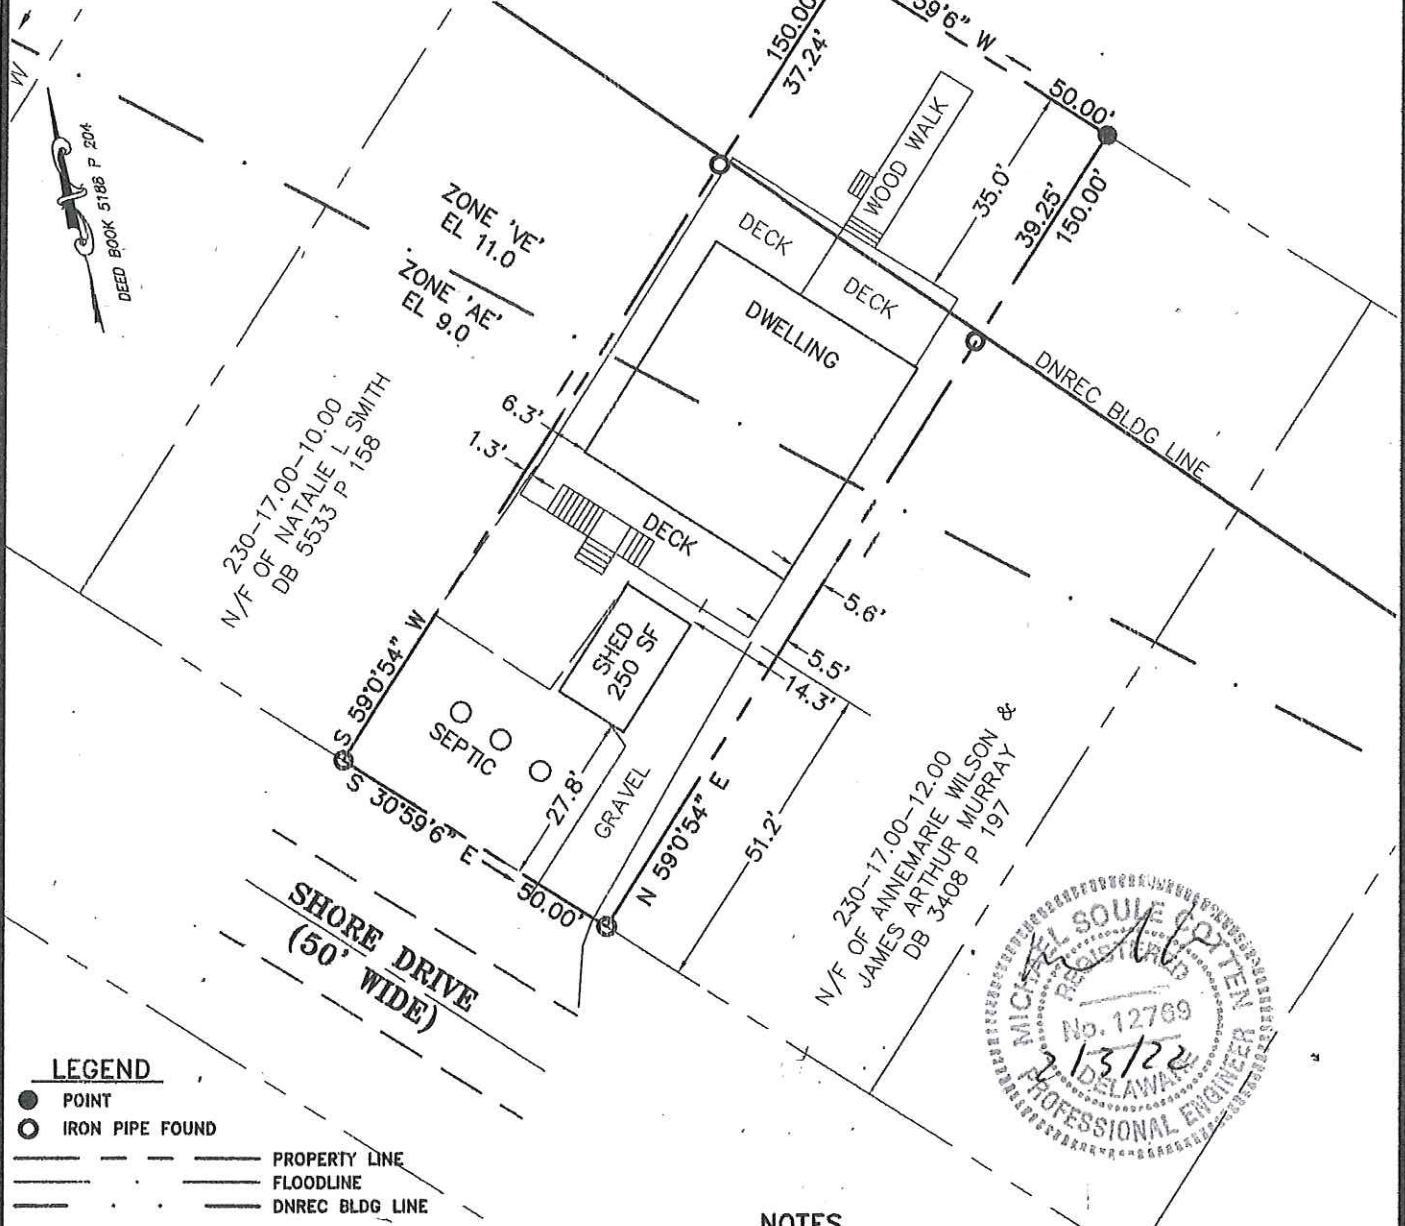 W
DEED BOOK 5188 P 204
150.00'
37.24'
59'6" W
50.00'
WOOD WALK
35.0'
39.25'
150.00'
ZONE 'VE'
EL 11.0
ZONE 'AE'
EL 9.0
DECK
DECK
DWELLING
DNREC BLDG LINE
6.3'
1.3'
DECK
230-17.00-10.00
N/F OF NATALIE L SMITH
DB 5533 P 158
5.6'
5.5'
14.3'
SHED
250 SF
S 59°0'54" W
SEPTIC
27.8'
GRAVEL
S 30°59'6" E
50.00'
N 59°0'54" E
51.2'
230-17.00-12.00
N/F OF ANNEMARIE WILSON &
JAMES ARTHUR MURRAY
DB 3408 P 197
SHORE DRIVE
(50' WIDE)
MICHAEL SOULE COTTEN
REGISTERED
No. 12769
2/3/22
DELAWARE
PROFESSIONAL ENGINEER
LEGEND
POINT
IRON PIPE FOUND
PROPERTY LINE
FLOODLINE
DNREC BLDG LINE
NOTES